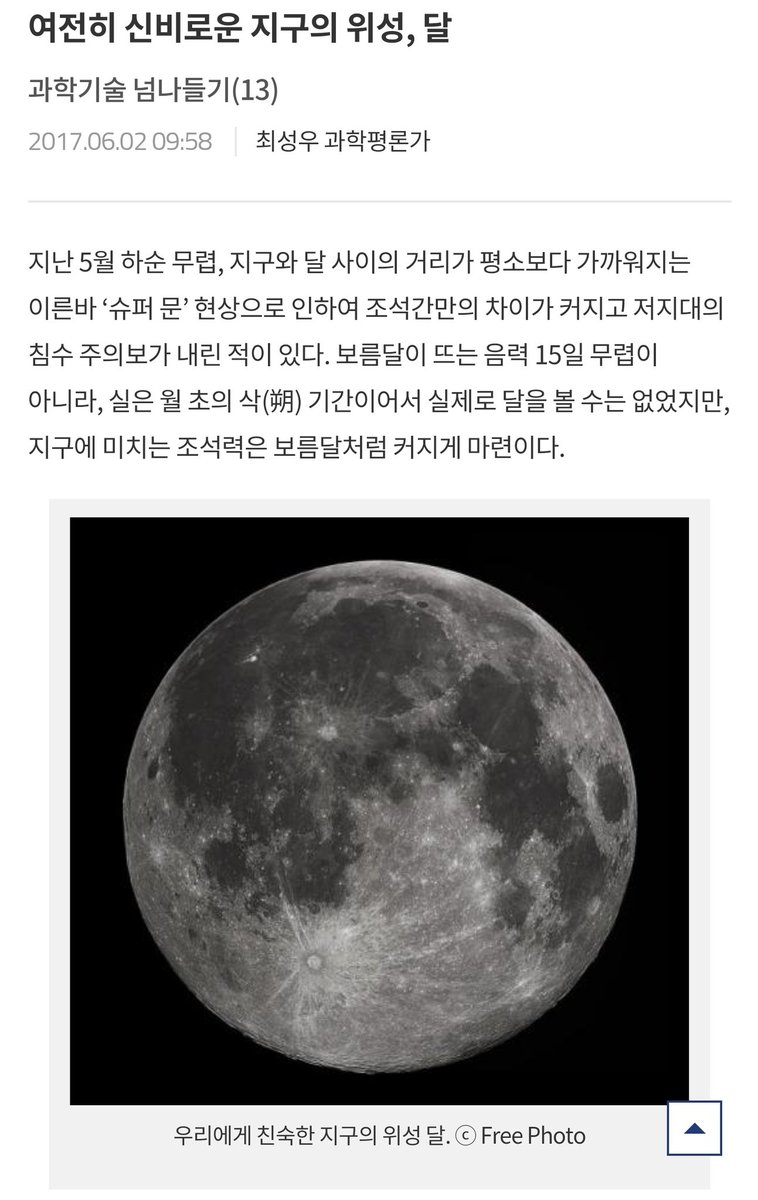 여전히 신비로운 지구의 위성, 달
과학기술 넘나들기(13)
2017.06.02 09:58
최성우 과학평론가
지난 5월 하순 무렵, 지구와 달 사이의 거리가 평소보다 가까워지는
이른바 ‘슈퍼 문’ 현상으로 인하여 조석간만의 차이가 커지고 저지대의
침수 주의보가 내린 적이 있다. 보름달이 뜨는 음력 15일 무렵이
아니라, 실은 월 초의 삭(朔) 기간이어서 실제로 달을 볼 수는 없었지만,
지구에 미치는 조석력은 보름달처럼 커지게 마련이다.
우리에게 친숙한 지구의 위성 달. ⓒ Free Photo